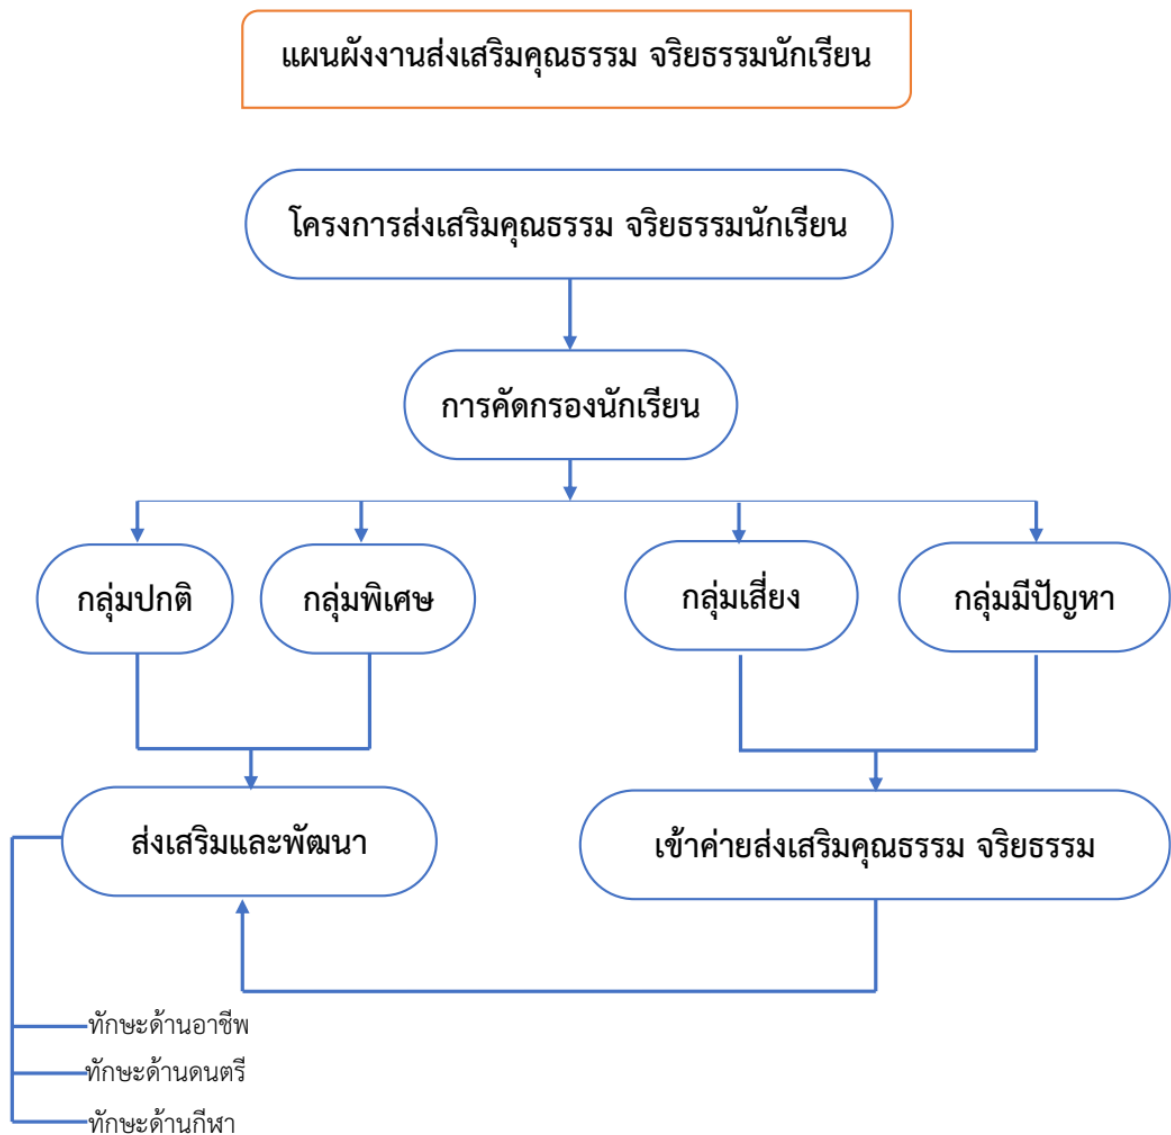 แผนผังงานส่งเสริมคุณธรรม จริยธรรมนักเรียน
โครงการส่งเสริมคุณธรรม จริยธรรมนักเรียน
การคัดกรองนักเรียน
กลุ่มปกติ
กลุ่มพิเศษ
กลุ่มเสี่ยง
กลุ่มมีปัญหา
ส่งเสริมและพัฒนา
เข้าค่ายส่งเสริมคุณธรรม จริยธรรม
ทักษะด้านอาชีพ
ทักษะด้านดนตรี
ทักษะด้านกีฬา